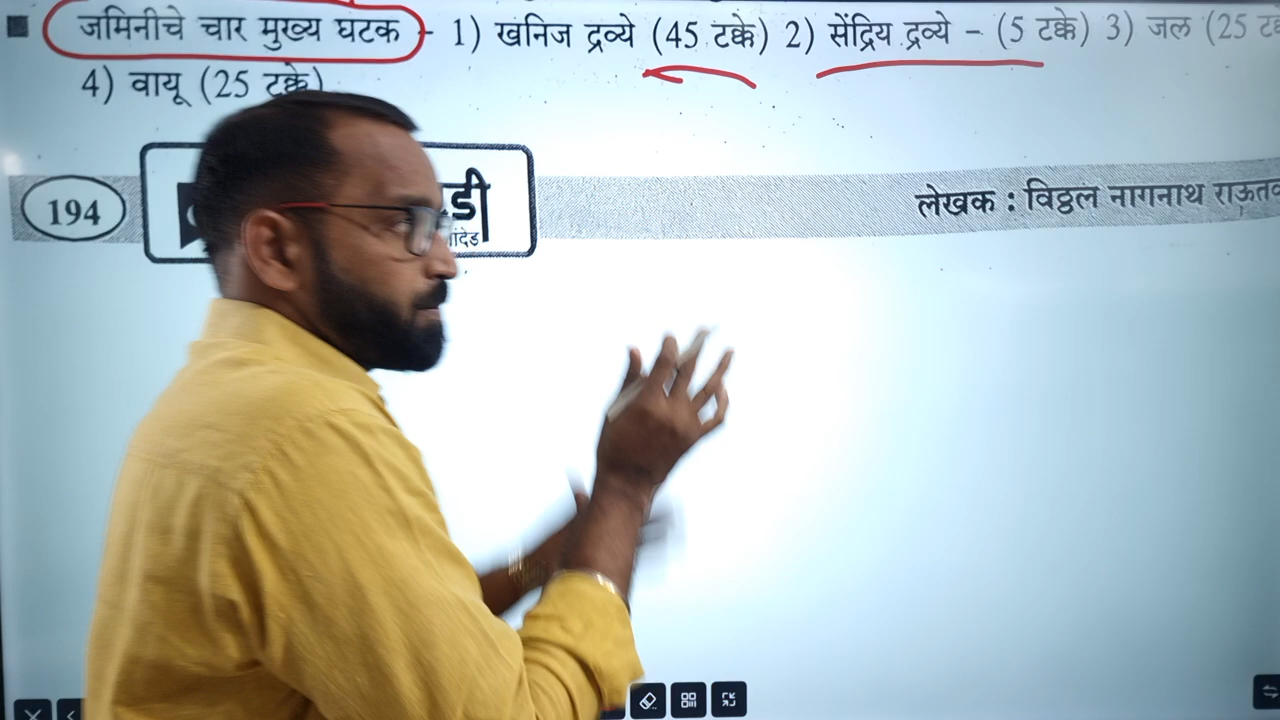 जमिनीचे चार मुख्य घटक - 1) खनिज द्रव्ये (45 टक्के) 2) सेंद्रिय द्रव्ये - (5 टक्के) 3) जल (25
4) वायू (25 टक्के)
194
लेखक : विठ्ठल नागनाथ